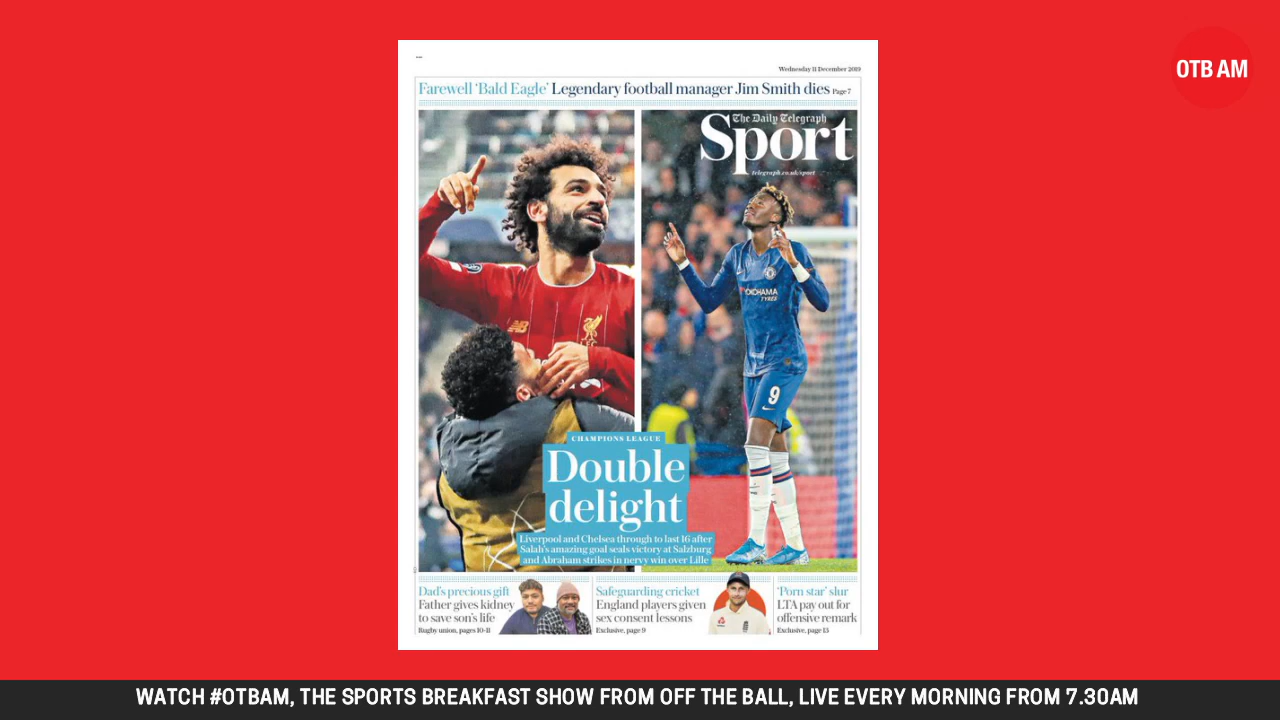 OTB AM
Wednesday 11 December 2019
Farewell 'Bald Eagle' Legendary football manager Jim Smith dies Page 7
The Daily Telegraph
Sport
telegraph.co.uk/sport
YOKOHAMA
TYRES
NB
L.F.C.
9
CHAMPIONS LEAGUE
Double
delight
Liverpool and Chelsea through to last 16 after
Salah's amazing goal seals victory at Salzburg
and Abraham strikes in nervy win over Lille
Dad's precious gift
Father gives kidney
to save son's life
Rugby union, pages 10-11
Safeguarding cricket
England players given
sex consent lessons
Exclusive, page 9
'Porn star' slur
LTA pay out for
offensive remark
Exclusive, page 15
WATCH #OTBAM, THE SPORTS BREAKFAST SHOW FROM OFF THE BALL, LIVE EVERY MORNING FROM 7.30AM